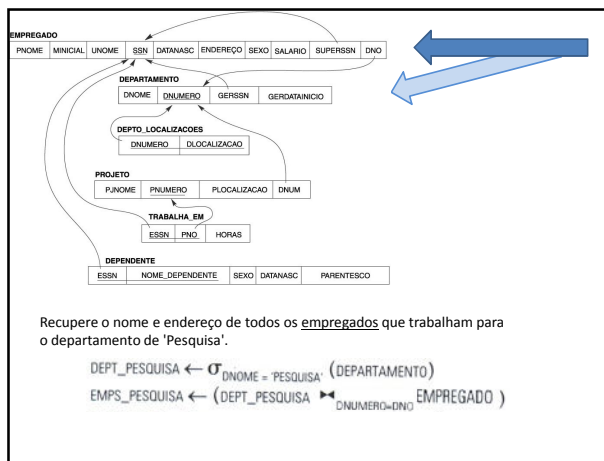 EMPREGADO
PNOME MINICIAL UNOME SSN DATANASC ENDEREÇO SEXO SALARIO SUPERSSN DNO
DEPARTAMENTO
DNOME DNUMERO GERSSN GERDATAINICIO
DEPTO_LOCALIZACOES
DNUMERO DLOCALIZACAO
PROJETO
PJNOME PNUMERO PLOCALIZACAO DNUM
TRABALHA_EM
ESSN PNO HORAS
DEPENDENTE
ESSN NOME_DEPENDENTE SEXO DATANASC PARENTESCO
Recupere o nome e endereço de todos os empregados que trabalham para
o departamento de 'Pesquisa'.
DEPT_PESQUISA ← σ DNOME = 'PESQUISA' (DEPARTAMENTO)
EMPS_PESQUISA ← (DEPT_PESQUISA ⋈ DNUMERO=DNO EMPREGADO )